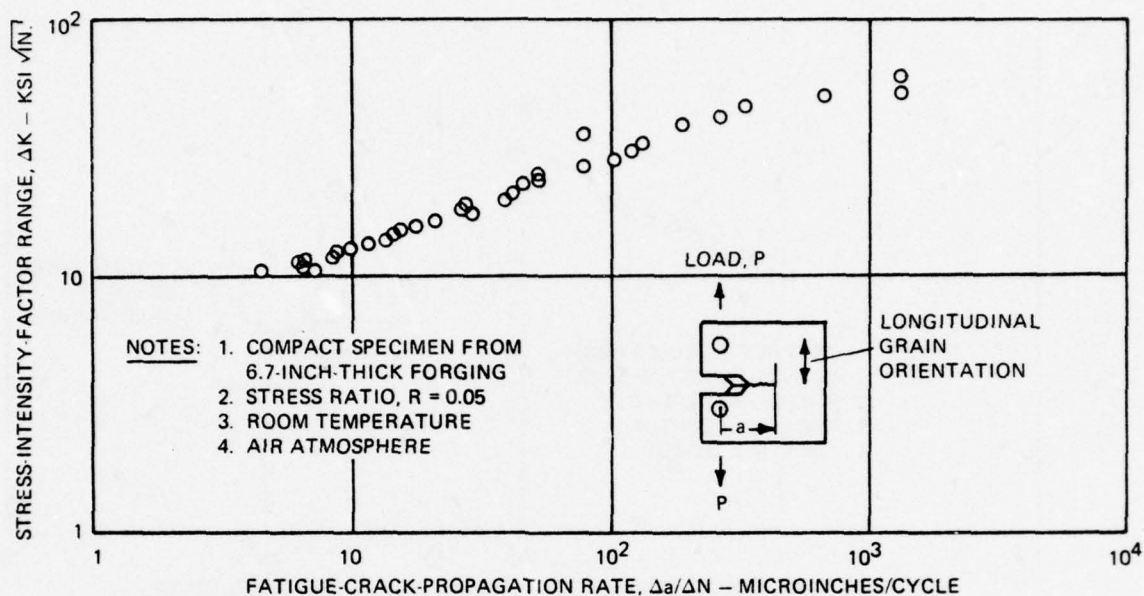 STRESS-INTENSITY-FACTOR RANGE, ΔK – KSI √IN.
10²
10
1
1
10
10²
10³
10⁴
FATIGUE-CRACK-PROPAGATION RATE, Δa/ΔN – MICROINCHES/CYCLE
NOTES: 1. COMPACT SPECIMEN FROM
6.7-INCH-THICK FORGING
2. STRESS RATIO, R = 0.05
3. ROOM TEMPERATURE
4. AIR ATMOSPHERE
LOAD, P
LONGITUDINAL
GRAIN
ORIENTATION
a
P